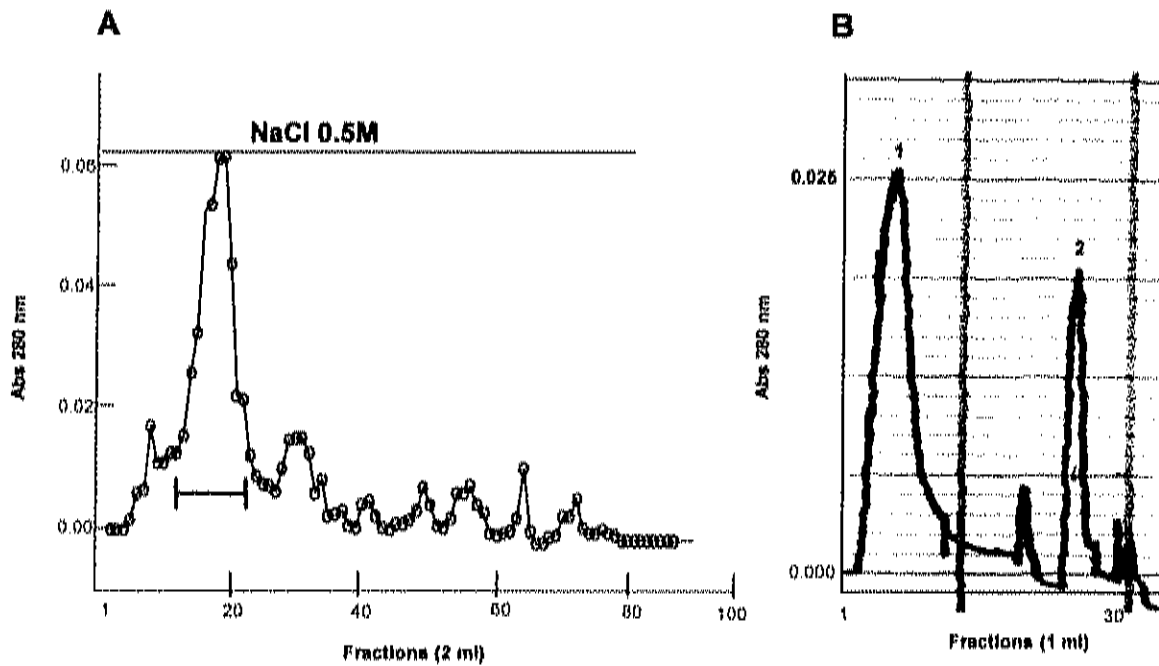 A
NaCl 0.5M
0.06
0.04
0.02
0.00
Abs 280 nm
1 20 40 60 80 100
Fractions (2 ml)
B
1
2
0.025
0.000
Abs 280 nm
1 30
Fractions (1 ml)